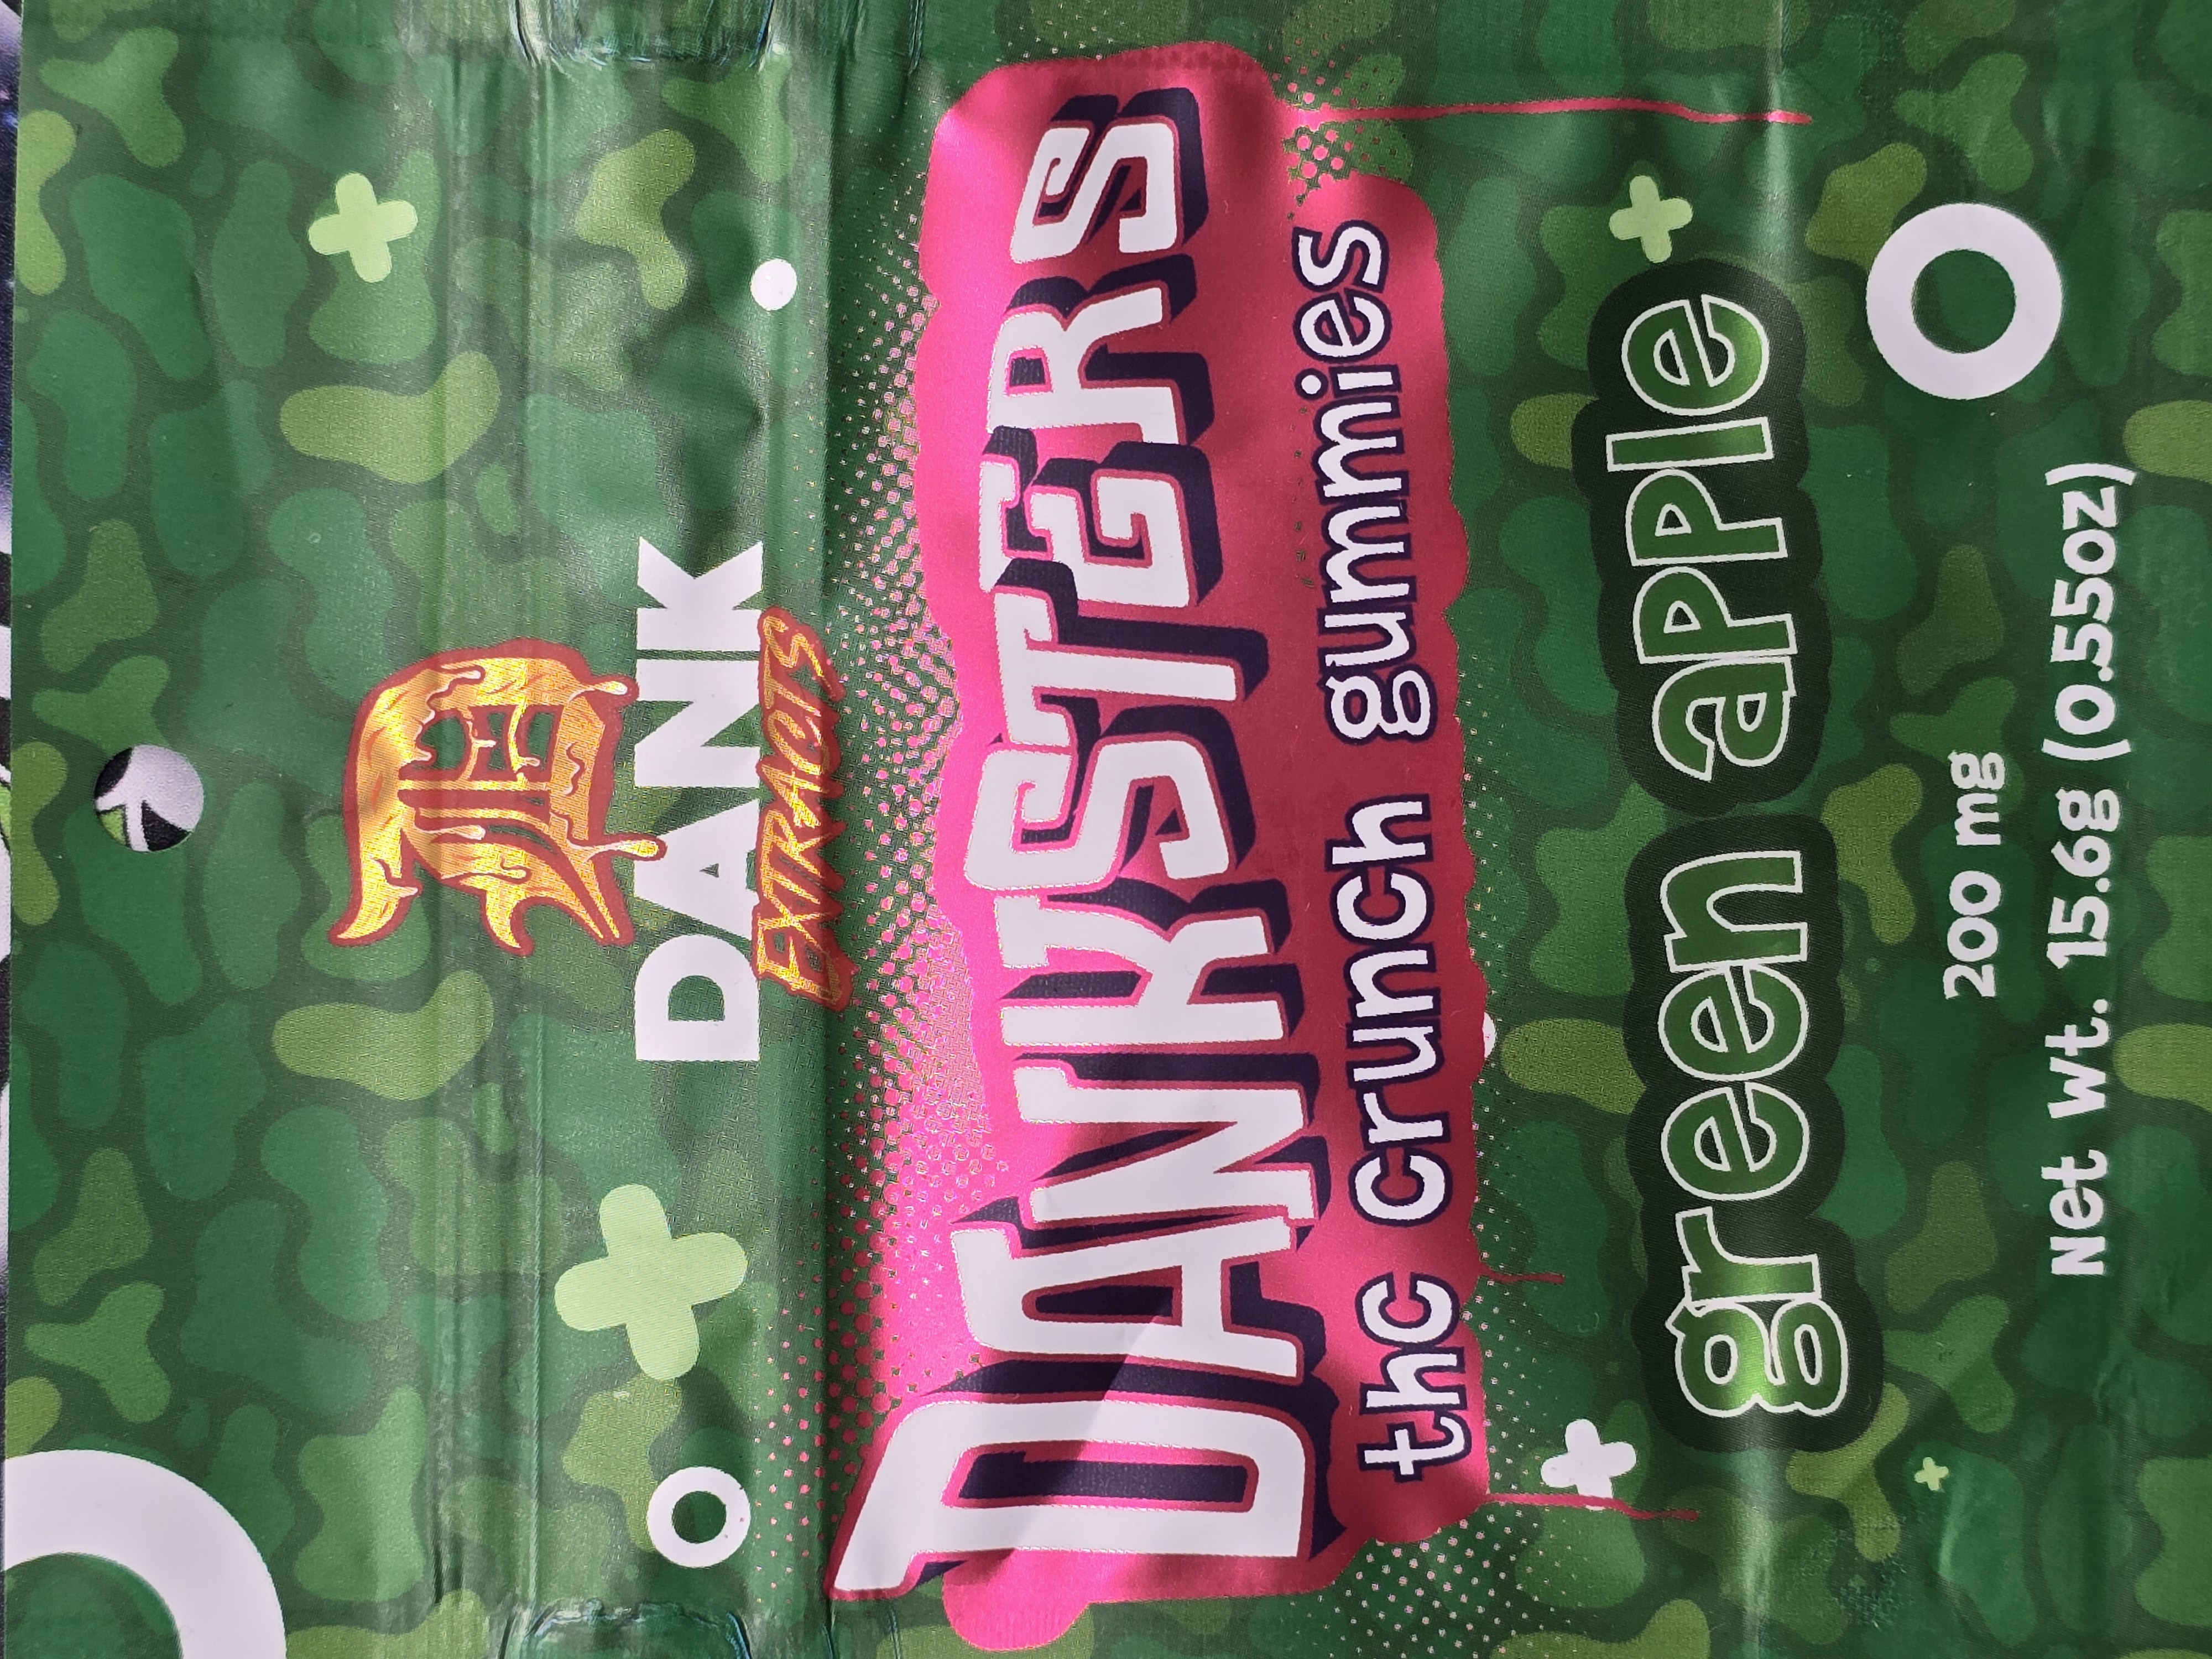 D
DANK
EXTRACTS
DANKSTERS
thc crunch gummies
green apple
200 mg
Net Wt. 15.6g (0.55oz)